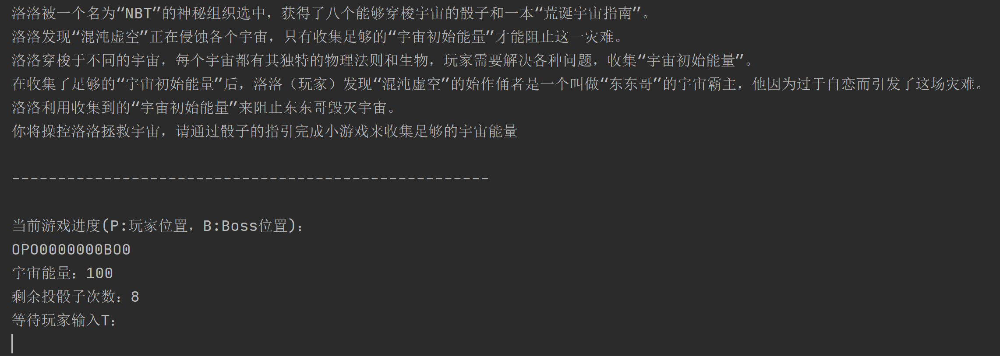 洛洛被一个名为“NBT”的神秘组织选中，获得了八个能够穿梭宇宙的骰子和一本“荒诞宇宙指南”。
洛洛发现“混沌虚空”正在侵蚀各个宇宙，只有收集足够的“宇宙初始能量”才能阻止这一灾难。
洛洛穿梭于不同的宇宙，每个宇宙都有其独特的物理法则和生物，玩家需要解决各种问题，收集“宇宙初始能量”。
在收集了足够的“宇宙初始能量”后，洛洛（玩家）发现“混沌虚空”的始作俑者是一个叫做“东东哥”的宇宙霸主，他因为过于自恋而引发了这场灾难。
洛洛利用收集到的“宇宙初始能量”来阻止东东哥毁灭宇宙。
你将操控洛洛拯救宇宙，请通过骰子的指引完成小游戏来收集足够的宇宙能量
----------------------------------------------------
当前游戏进度(P:玩家位置，B:Boss位置)：
OPO0000000BO0
宇宙能量：100
剩余投骰子次数：8
等待玩家输入T：